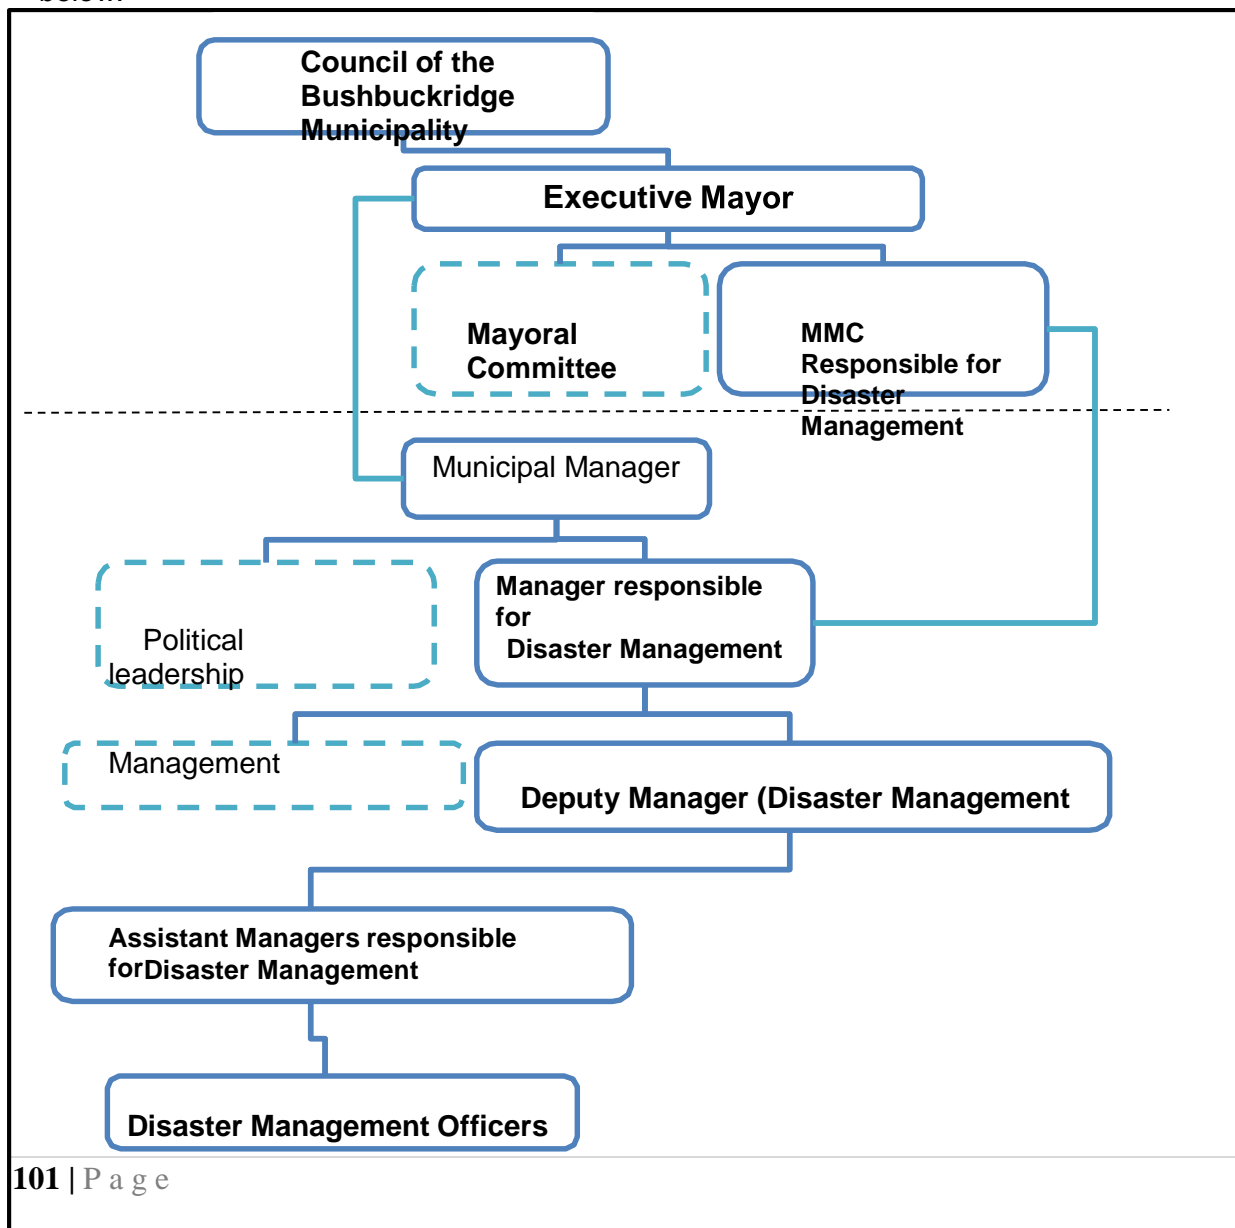 Council of the
Bushbuckridge
Municipality
Executive Mayor
Mayoral
Committee
MMC
Responsible for
Disaster
Management
Municipal Manager
Political
leadership
Manager responsible
for
Disaster Management
Management
Deputy Manager (Disaster Management
Assistant Managers responsible
forDisaster Management
Disaster Management Officers
101 | P a g e